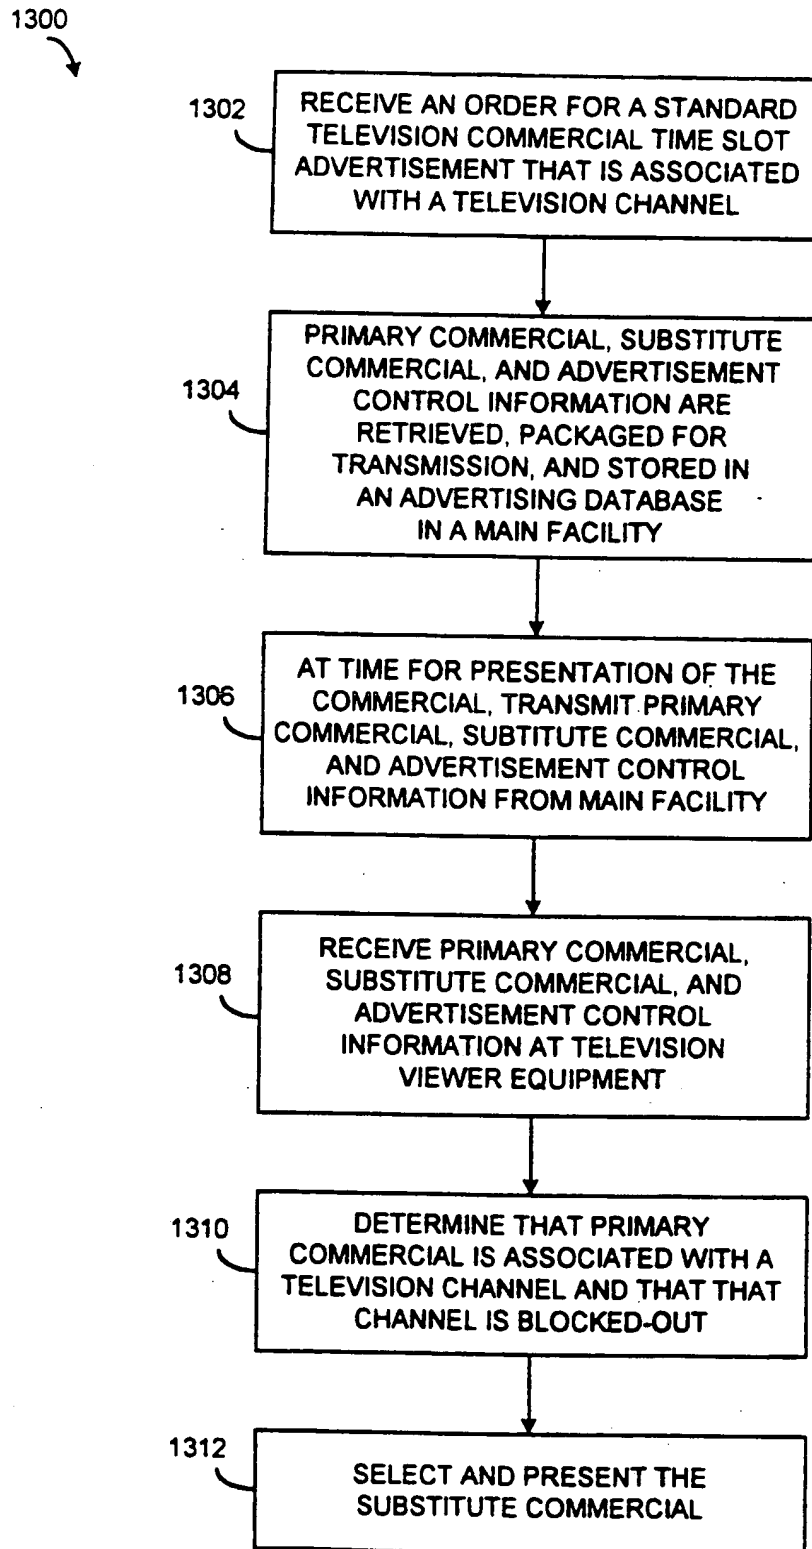 1300
1302
RECEIVE AN ORDER FOR A STANDARD
TELEVISION COMMERCIAL TIME SLOT
ADVERTISEMENT THAT IS ASSOCIATED
WITH A TELEVISION CHANNEL
1304
PRIMARY COMMERCIAL, SUBSTITUTE
COMMERCIAL, AND ADVERTISEMENT
CONTROL INFORMATION ARE
RETRIEVED, PACKAGED FOR
TRANSMISSION, AND STORED IN
AN ADVERTISING DATABASE
IN A MAIN FACILITY
1306
AT TIME FOR PRESENTATION OF THE
COMMERCIAL, TRANSMIT PRIMARY
COMMERCIAL, SUBTITUTE COMMERCIAL,
AND ADVERTISEMENT CONTROL
INFORMATION FROM MAIN FACILITY
1308
RECEIVE PRIMARY COMMERCIAL,
SUBSTITUTE COMMERCIAL, AND
ADVERTISEMENT CONTROL
INFORMATION AT TELEVISION
VIEWER EQUIPMENT
1310
DETERMINE THAT PRIMARY
COMMERCIAL IS ASSOCIATED WITH A
TELEVISION CHANNEL AND THAT THAT
CHANNEL IS BLOCKED-OUT
1312
SELECT AND PRESENT THE
SUBSTITUTE COMMERCIAL